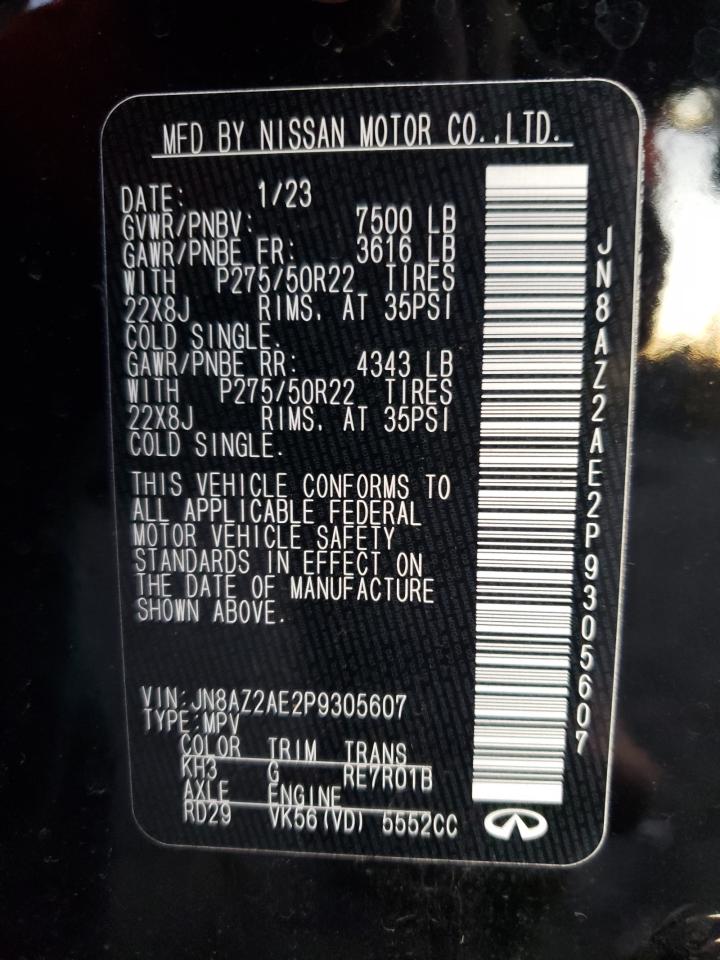 MFD BY NISSAN MOTOR CO.,LTD.
DATE: 1/23
GVWR/PNBV: 7500 LB
GAWR/PNBE FR: 3616 LB
WITH P275/50R22 TIRES
22X8J RIMS. AT 35PSI
COLD SINGLE.
GAWR/PNBE RR: 4343 LB
WITH P275/50R22 TIRES
22X8J RIMS. AT 35PSI
COLD SINGLE.
THIS VEHICLE CONFORMS TO
ALL APPLICABLE FEDERAL
MOTOR VEHICLE SAFETY
STANDARDS IN EFFECT ON
THE DATE OF MANUFACTURE
SHOWN ABOVE.
VIN:JN8AZ2AE2P9305607
TYPE:MPV
COLOR TRIM TRANS
KH3 G RE7R01B
AXLE ENGINE
RD29 VK56(VD) 5552CC
JN8AZ2AE2P9305607